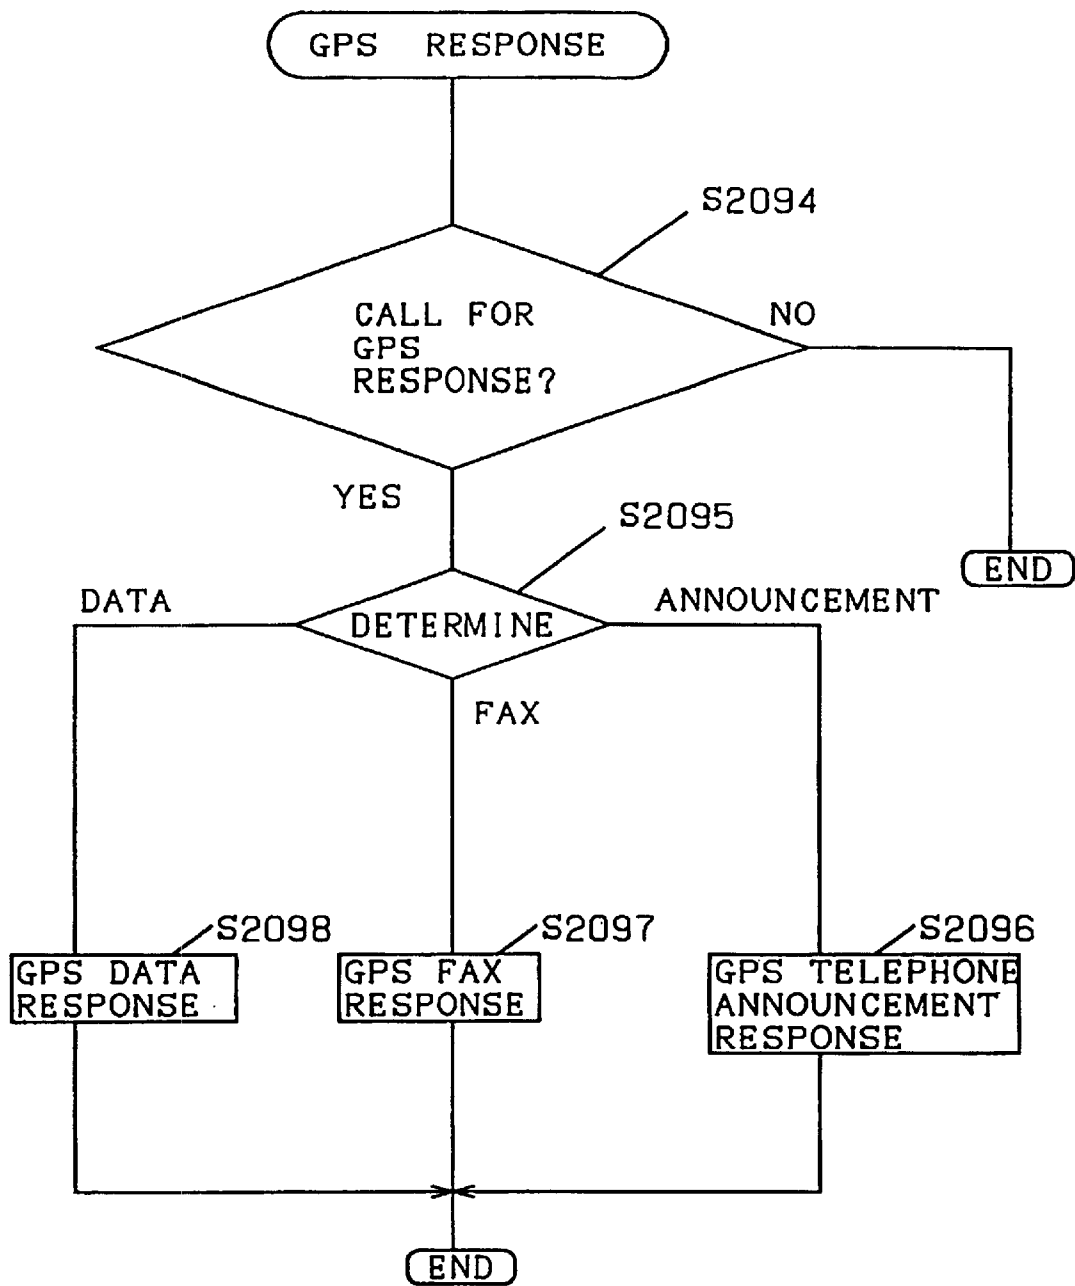 GPS RESPONSE
S2094
CALL FOR
GPS
RESPONSE?
NO
YES
S2095
END
DATA
DETERMINE
ANNOUNCEMENT
FAX
S2098
S2097
S2096
GPS DATA
RESPONSE
GPS FAX
RESPONSE
GPS TELEPHONE
ANNOUNCEMENT
RESPONSE
END